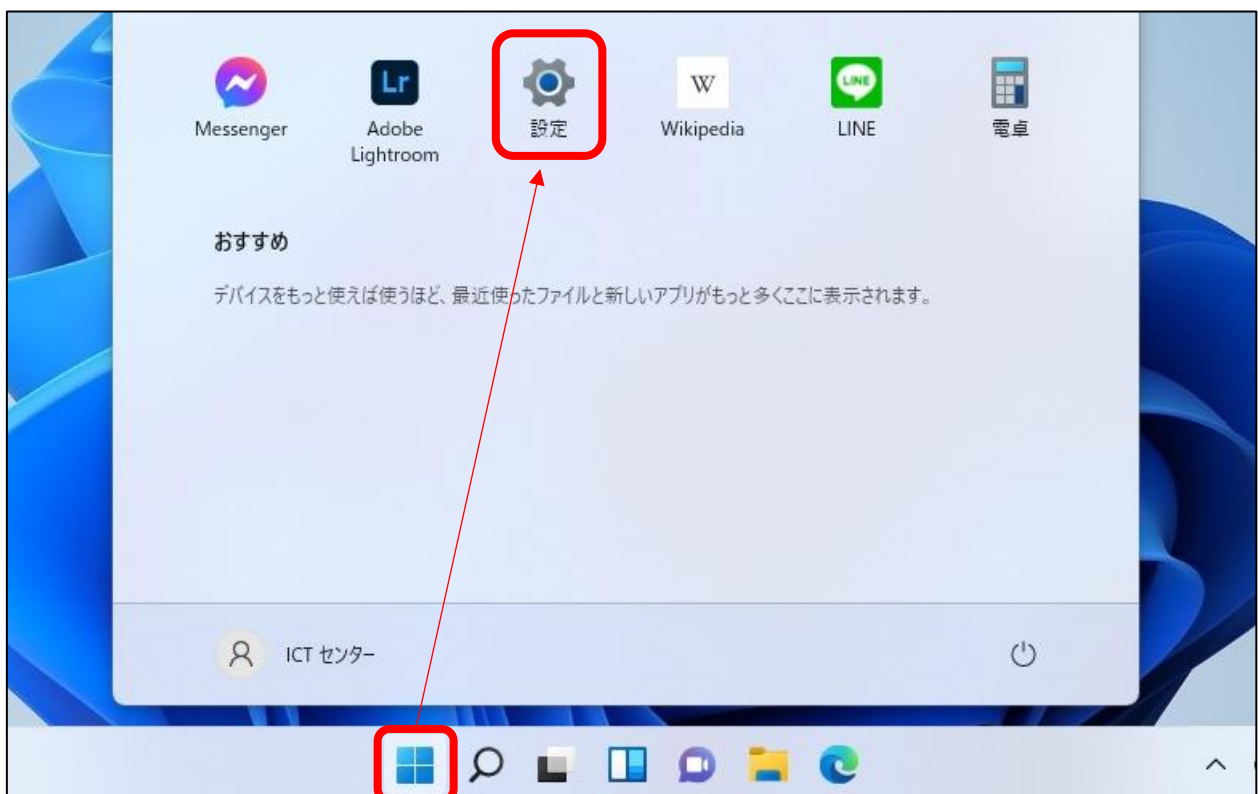 Lr
W
LINE
Messenger
Adobe
Lightroom
設定
Wikipedia
LINE
電卓
おすすめ
デバイスをもっと使えば使うほど、最近使ったファイルと新しいアプリがもっと多くここに表示されます。
ICT センター